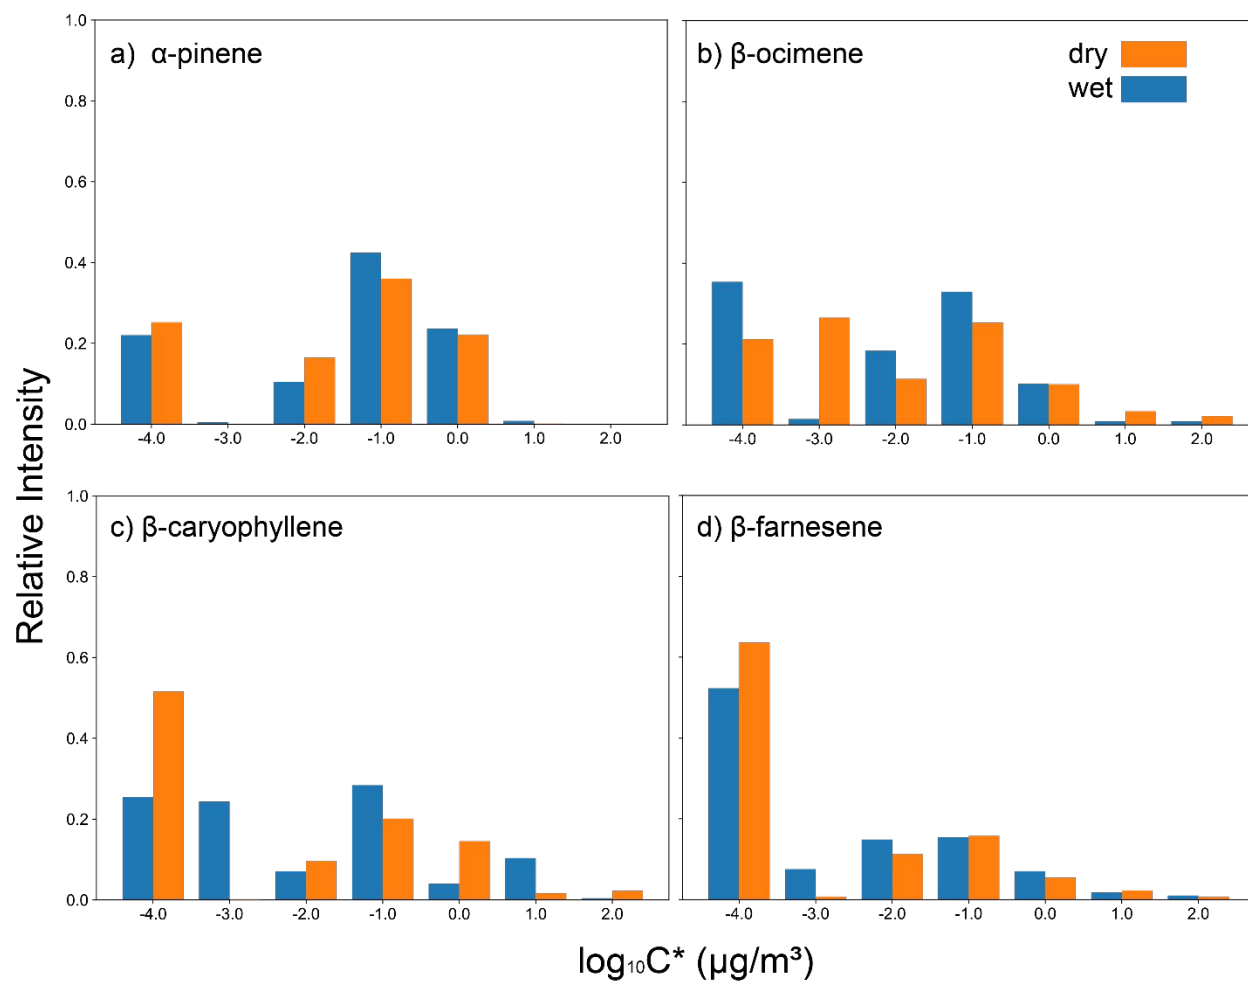 a) α-pinene
1.0
0.8
0.6
0.4
0.2
0.0
-4.0 -3.0 -2.0 -1.0 0.0 1.0 2.0
b) β-ocimene
dry
wet
-4.0 -3.0 -2.0 -1.0 0.0 1.0 2.0
Relative Intensity
c) β-caryophyllene
1.0
0.8
0.6
0.4
0.2
0.0
-4.0 -3.0 -2.0 -1.0 0.0 1.0 2.0
d) β-farnesene
-4.0 -3.0 -2.0 -1.0 0.0 1.0 2.0
log₁₀C* (µg/m³)